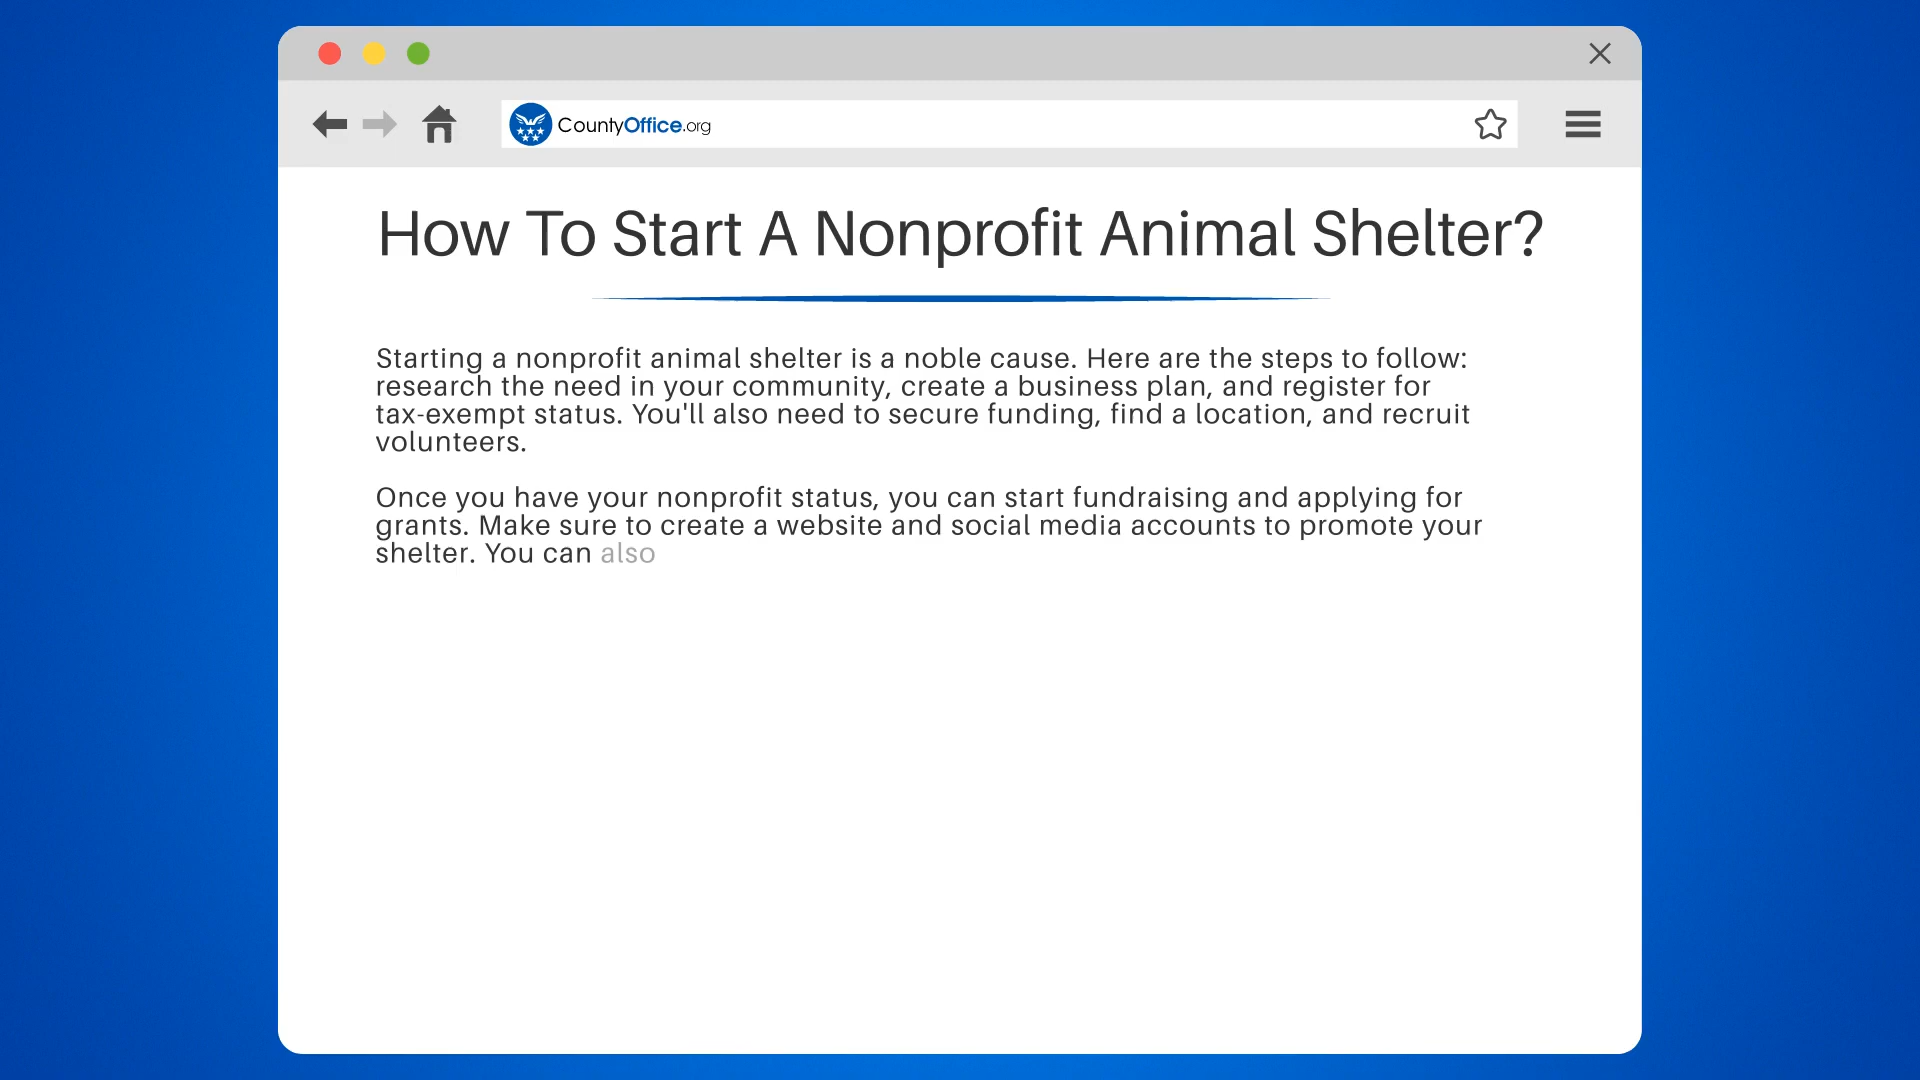 CountyOffice.org
How To Start A Nonprofit Animal Shelter?
Starting a nonprofit animal shelter is a noble cause. Here are the steps to follow:
research the need in your community, create a business plan, and register for
tax-exempt status. You'll also need to secure funding, find a location, and recruit
volunteers.
Once you have your nonprofit status, you can start fundraising and applying for
grants. Make sure to create a website and social media accounts to promote your
shelter. You can also